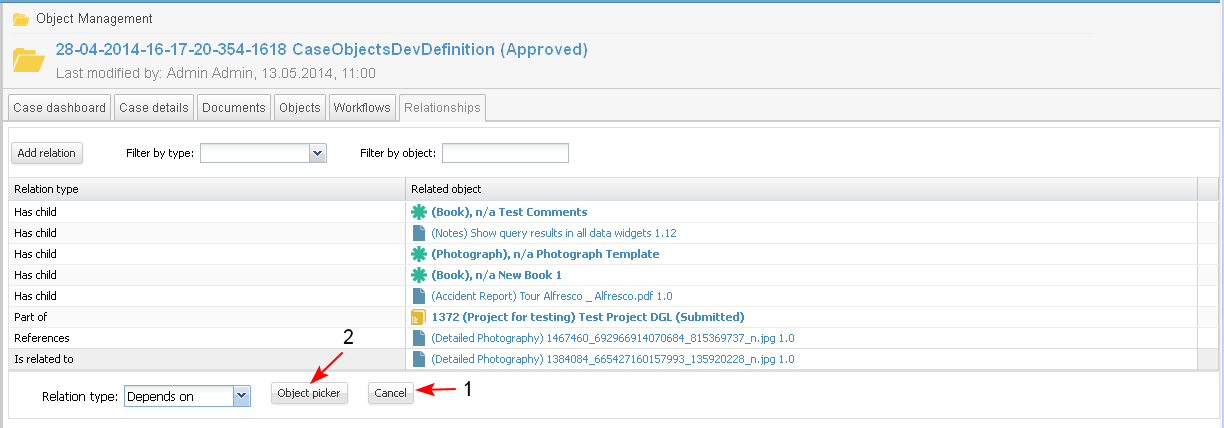 Object Management
28-04-2014-16-17-20-354-1618 CaseObjectsDevDefinition (Approved)
Last modified by: Admin Admin, 13.05.2014, 11:00
Case dashboard Case details Documents Objects Workflows Relationships
Add relation Filter by type: Filter by object:
Relation type Related object
Has child (Book), n/a Test Comments
Has child (Notes) Show query results in all data widgets 1.12
Has child (Photograph), n/a Photograph Template
Has child (Book), n/a New Book 1
Has child (Accident Report) Tour Alfresco _ Alfresco.pdf 1.0
Part of 1372 (Project for testing) Test Project DGL (Submitted)
References (Detailed Photography) 1467460_692966914070684_815369737_n.jpg 1.0
Is related to (Detailed Photography) 1384084_665427160157993_135920228_n.jpg 1.0
2
Relation type: Depends on Object picker Cancel 1